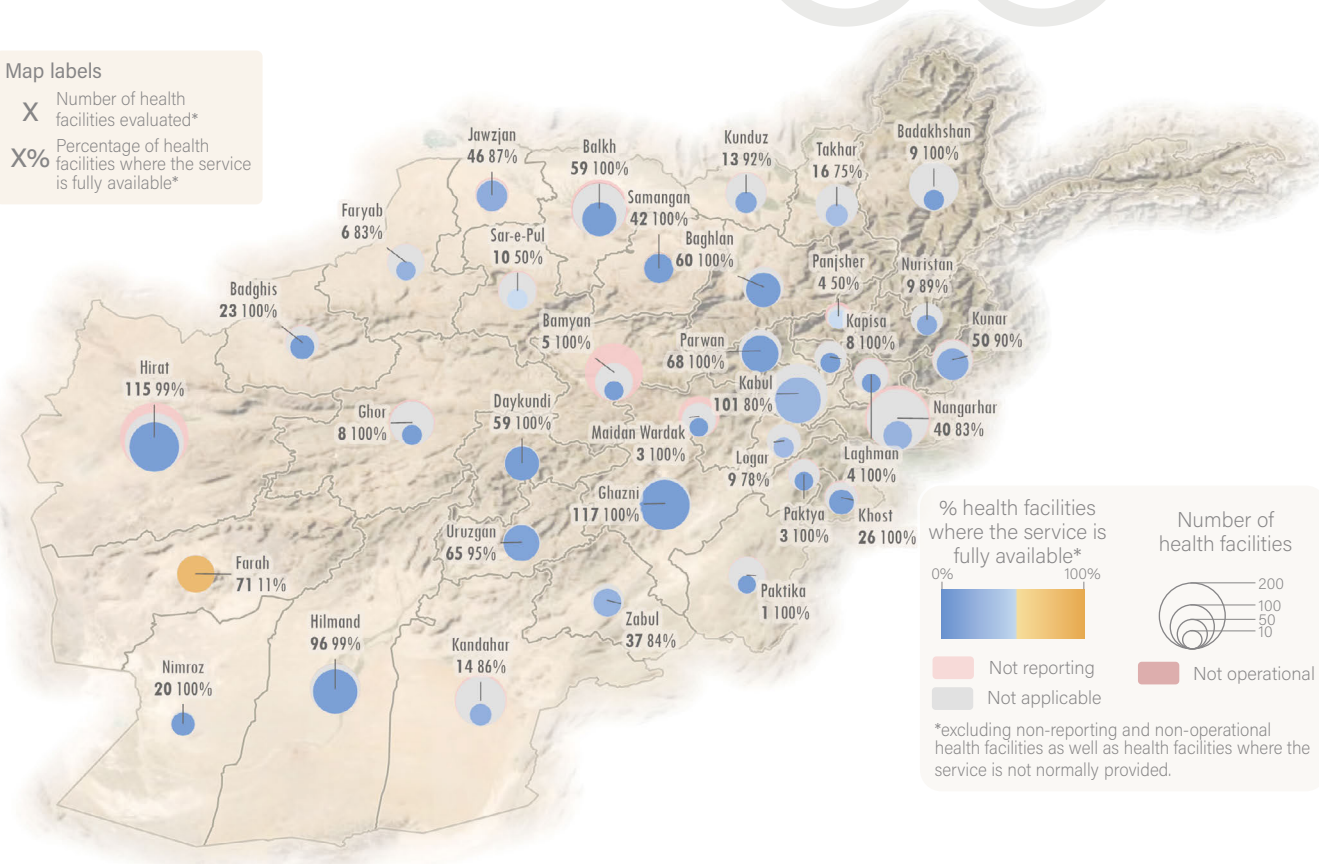 Map labels
X Number of health
facilities evaluated*
X% Percentage of health
facilities where the service
is fully available*
Jawzjan
46 87%
Balkh
59 100%
Kunduz
13 92%
Takhar
16 75%
Badakhshan
9 100%
Faryab
6 83%
Sar-e-Pul
10 50%
Samangan
42 100%
Baghlan
60 100%
Panjsher
4 50%
Nuristan
9 89%
Badghis
23 100%
Bamyan
5 100%
Parwan
68 100%
Kapisa
8 100%
Kunar
50 90%
Hirat
115 99%
Ghor
8 100%
Daykundi
59 100%
Maidan Wardak
3 100%
Kabul
101 80%
Nangarhar
40 83%
Logar
9 78%
Laghman
4 100%
Ghazni
117 100%
Paktya
3 100%
Khost
26 100%
Uruzgan
65 95%
Farah
71 11%
Zabul
37 84%
Paktika
1 100%
Hilmand
96 99%
Kandahar
14 86%
Nimroz
20 100%
% health facilities
where the service is
fully available*
0% 100%
Not reporting
Not applicable
Number of
health facilities
200
100
50
10
Not operational
*excluding non-reporting and non-operational
health facilities as well as health facilities where the
service is not normally provided.